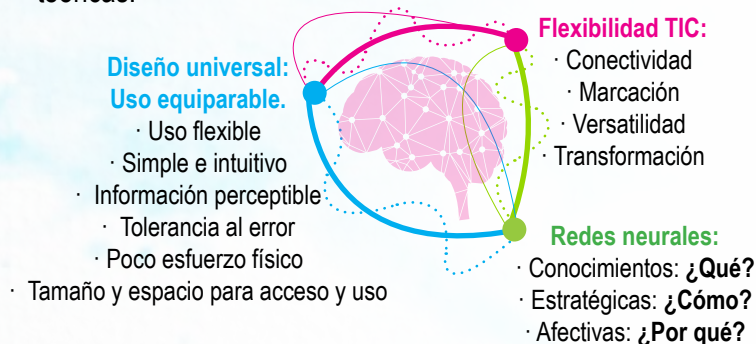 teóricas.
Diseño universal:
Uso equiparable.
· Uso flexible
· Simple e intuitivo
· Información perceptible
· Tolerancia al error
· Poco esfuerzo físico
· Tamaño y espacio para acceso y uso
Flexibilidad TIC:
· Conectividad
· Marcación
· Versatilidad
· Transformación
Redes neurales:
· Conocimientos: ¿Qué?
· Estratégicas: ¿Cómo?
· Afectivas: ¿Por qué?